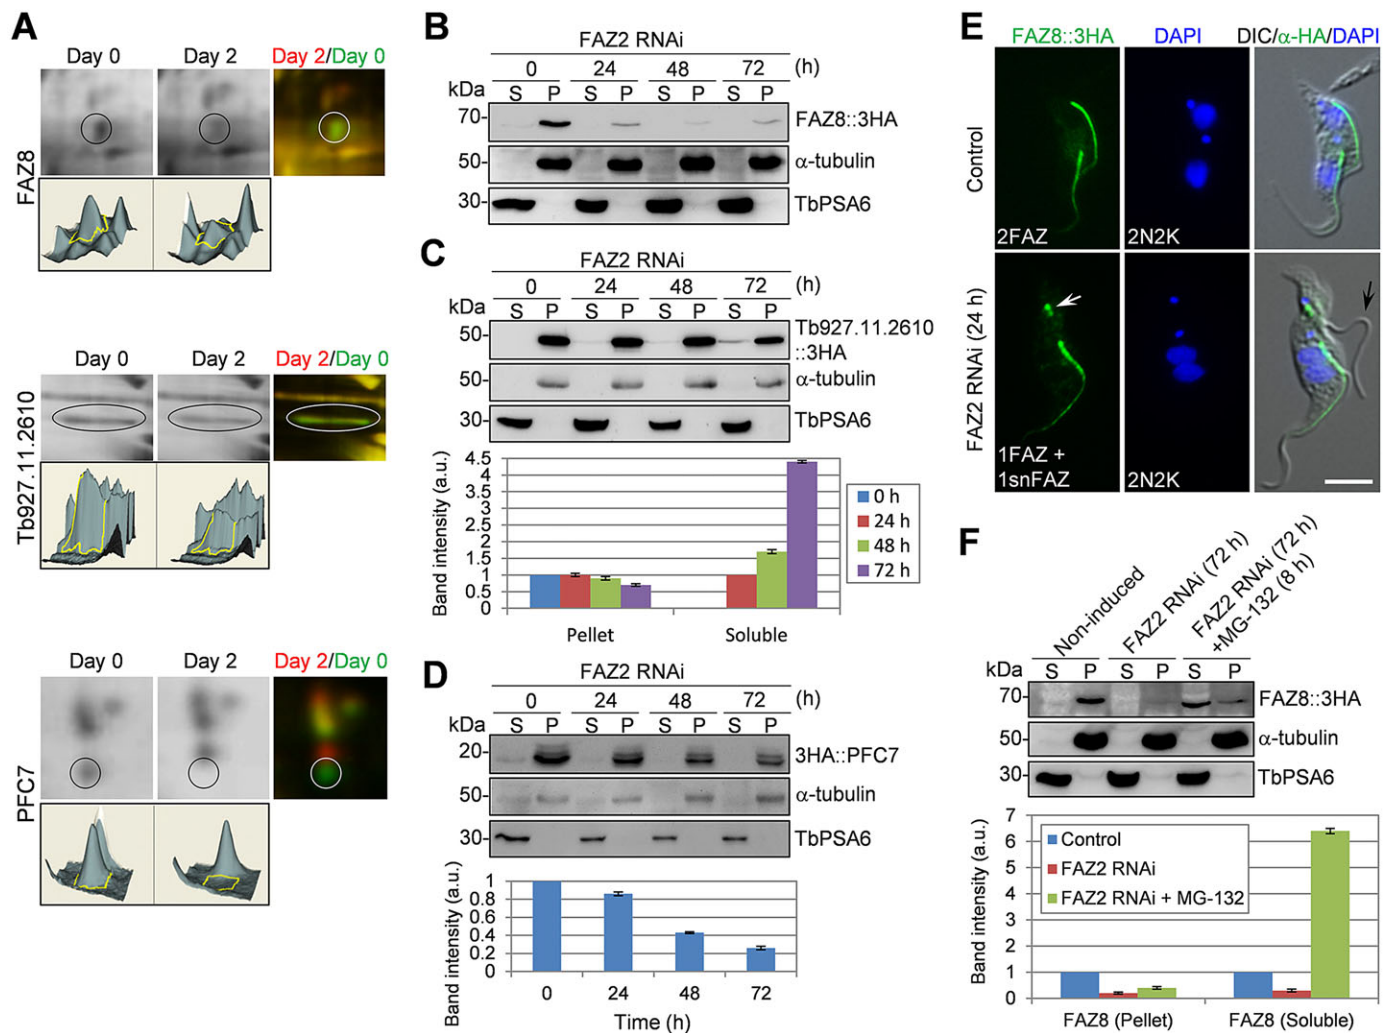 A
Day 0 Day 2 Day 2/Day 0
FAZ8
Day 0 Day 2 Day 2/Day 0
Tb927.11.2610
Day 0 Day 2 Day 2/Day 0
PFC7
B
FAZ2 RNAi
0 24 48 72 (h)
kDa S P S P S P S P
70- FAZ8::3HA
50- α-tubulin
30- TbPSA6
C
FAZ2 RNAi
0 24 48 72 (h)
kDa S P S P S P S P
50- Tb927.11.2610
::3HA
50- α-tubulin
30- TbPSA6
Band intensity (a.u.)
4.5
4
3.5
3
2.5
2
1.5
1
0.5
0
Pellet Soluble
0 h
24 h
48 h
72 h
D
FAZ2 RNAi
0 24 48 72 (h)
kDa S P S P S P S P
20- 3HA::PFC7
50- α-tubulin
30- TbPSA6
Band intensity (a.u.)
1
0.8
0.6
0.4
0.2
0
0 24 48 72
Time (h)
E
FAZ8::3HA DAPI DIC/α-HA/DAPI
Control
2FAZ 2N2K
FAZ2 RNAi (24 h)
1FAZ +
1snFAZ 2N2K
F
Non-induced
FAZ2 RNAi (72 h)
FAZ2 RNAi (72 h)
+MG-132 (8 h)
kDa S P S P S P
70- FAZ8::3HA
50- α-tubulin
30- TbPSA6
Band intensity (a.u.)
7
6
5
4
3
2
1
0
Control
FAZ2 RNAi
FAZ2 RNAi + MG-132
FAZ8 (Pellet) FAZ8 (Soluble)